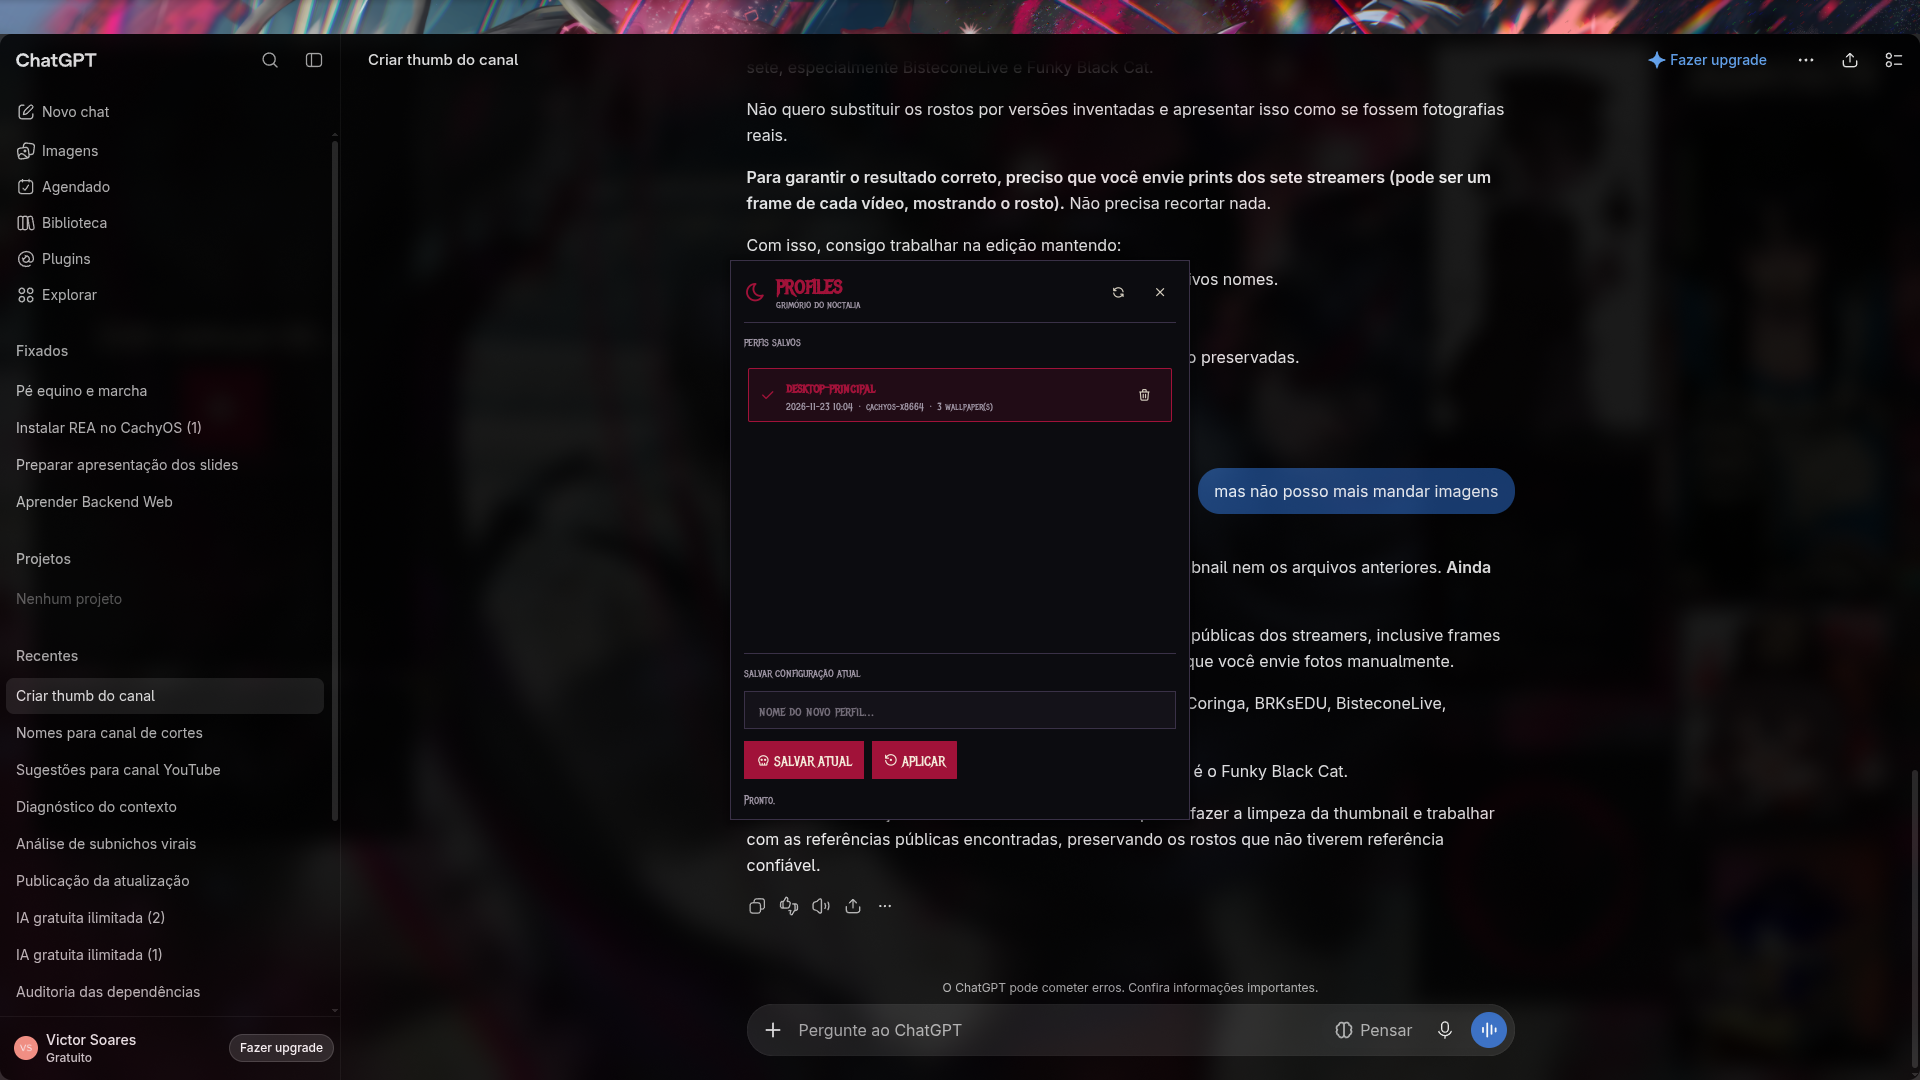 ChatGPT
Novo chat
Imagens
Agendado
Biblioteca
Plugins
Explorar
Fixados
Pé equino e marcha
Instalar REA no CachyOS (1)
Preparar apresentação dos slides
Aprender Backend Web
Projetos
Nenhum projeto
Recentes
Criar thumb do canal
Nomes para canal de cortes
Sugestões para canal YouTube
Diagnóstico do contexto
Análise de subnichos virais
Publicação da atualização
IA gratuita ilimitada (2)
IA gratuita ilimitada (1)
Auditoria das dependências
VS
Victor Soares
Gratuito
Fazer upgrade
Criar thumb do canal
Fazer upgrade
sete, especialmente BisteconeLive e Funky Black Cat.
Não quero substituir os rostos por versões inventadas e apresentar isso como se fossem fotografias
reais.
Para garantir o resultado correto, preciso que você envie prints dos sete streamers (pode ser um
frame de cada vídeo, mostrando o rosto). Não precisa recortar nada.
Com isso, consigo trabalhar na edição mantendo:
ivos nomes.
o preservadas.
mas não posso mais mandar imagens
bnail nem os arquivos anteriores. Ainda
públicas dos streamers, inclusive frames
que você envie fotos manualmente.
Coringa, BRKsEDU, BisteconeLive,
é o Funky Black Cat.
fazer a limpeza da thumbnail e trabalhar
com as referências públicas encontradas, preservando os rostos que não tiverem referência
confiável.
PROFILES
GRIMÓRIO DO NOCTALIA
PERFIS SALVOS
DESKTOP-PRINCIPAL
2026-11-23 10:04 · CACHYOS-X8664 · 3 WALLPAPER(S)
SALVAR CONFIGURAÇÃO ATUAL
NOME DO NOVO PERFIL...
SALVAR ATUAL
APLICAR
PRONTO.
O ChatGPT pode cometer erros. Confira informações importantes.
Pergunte ao ChatGPT
Pensar